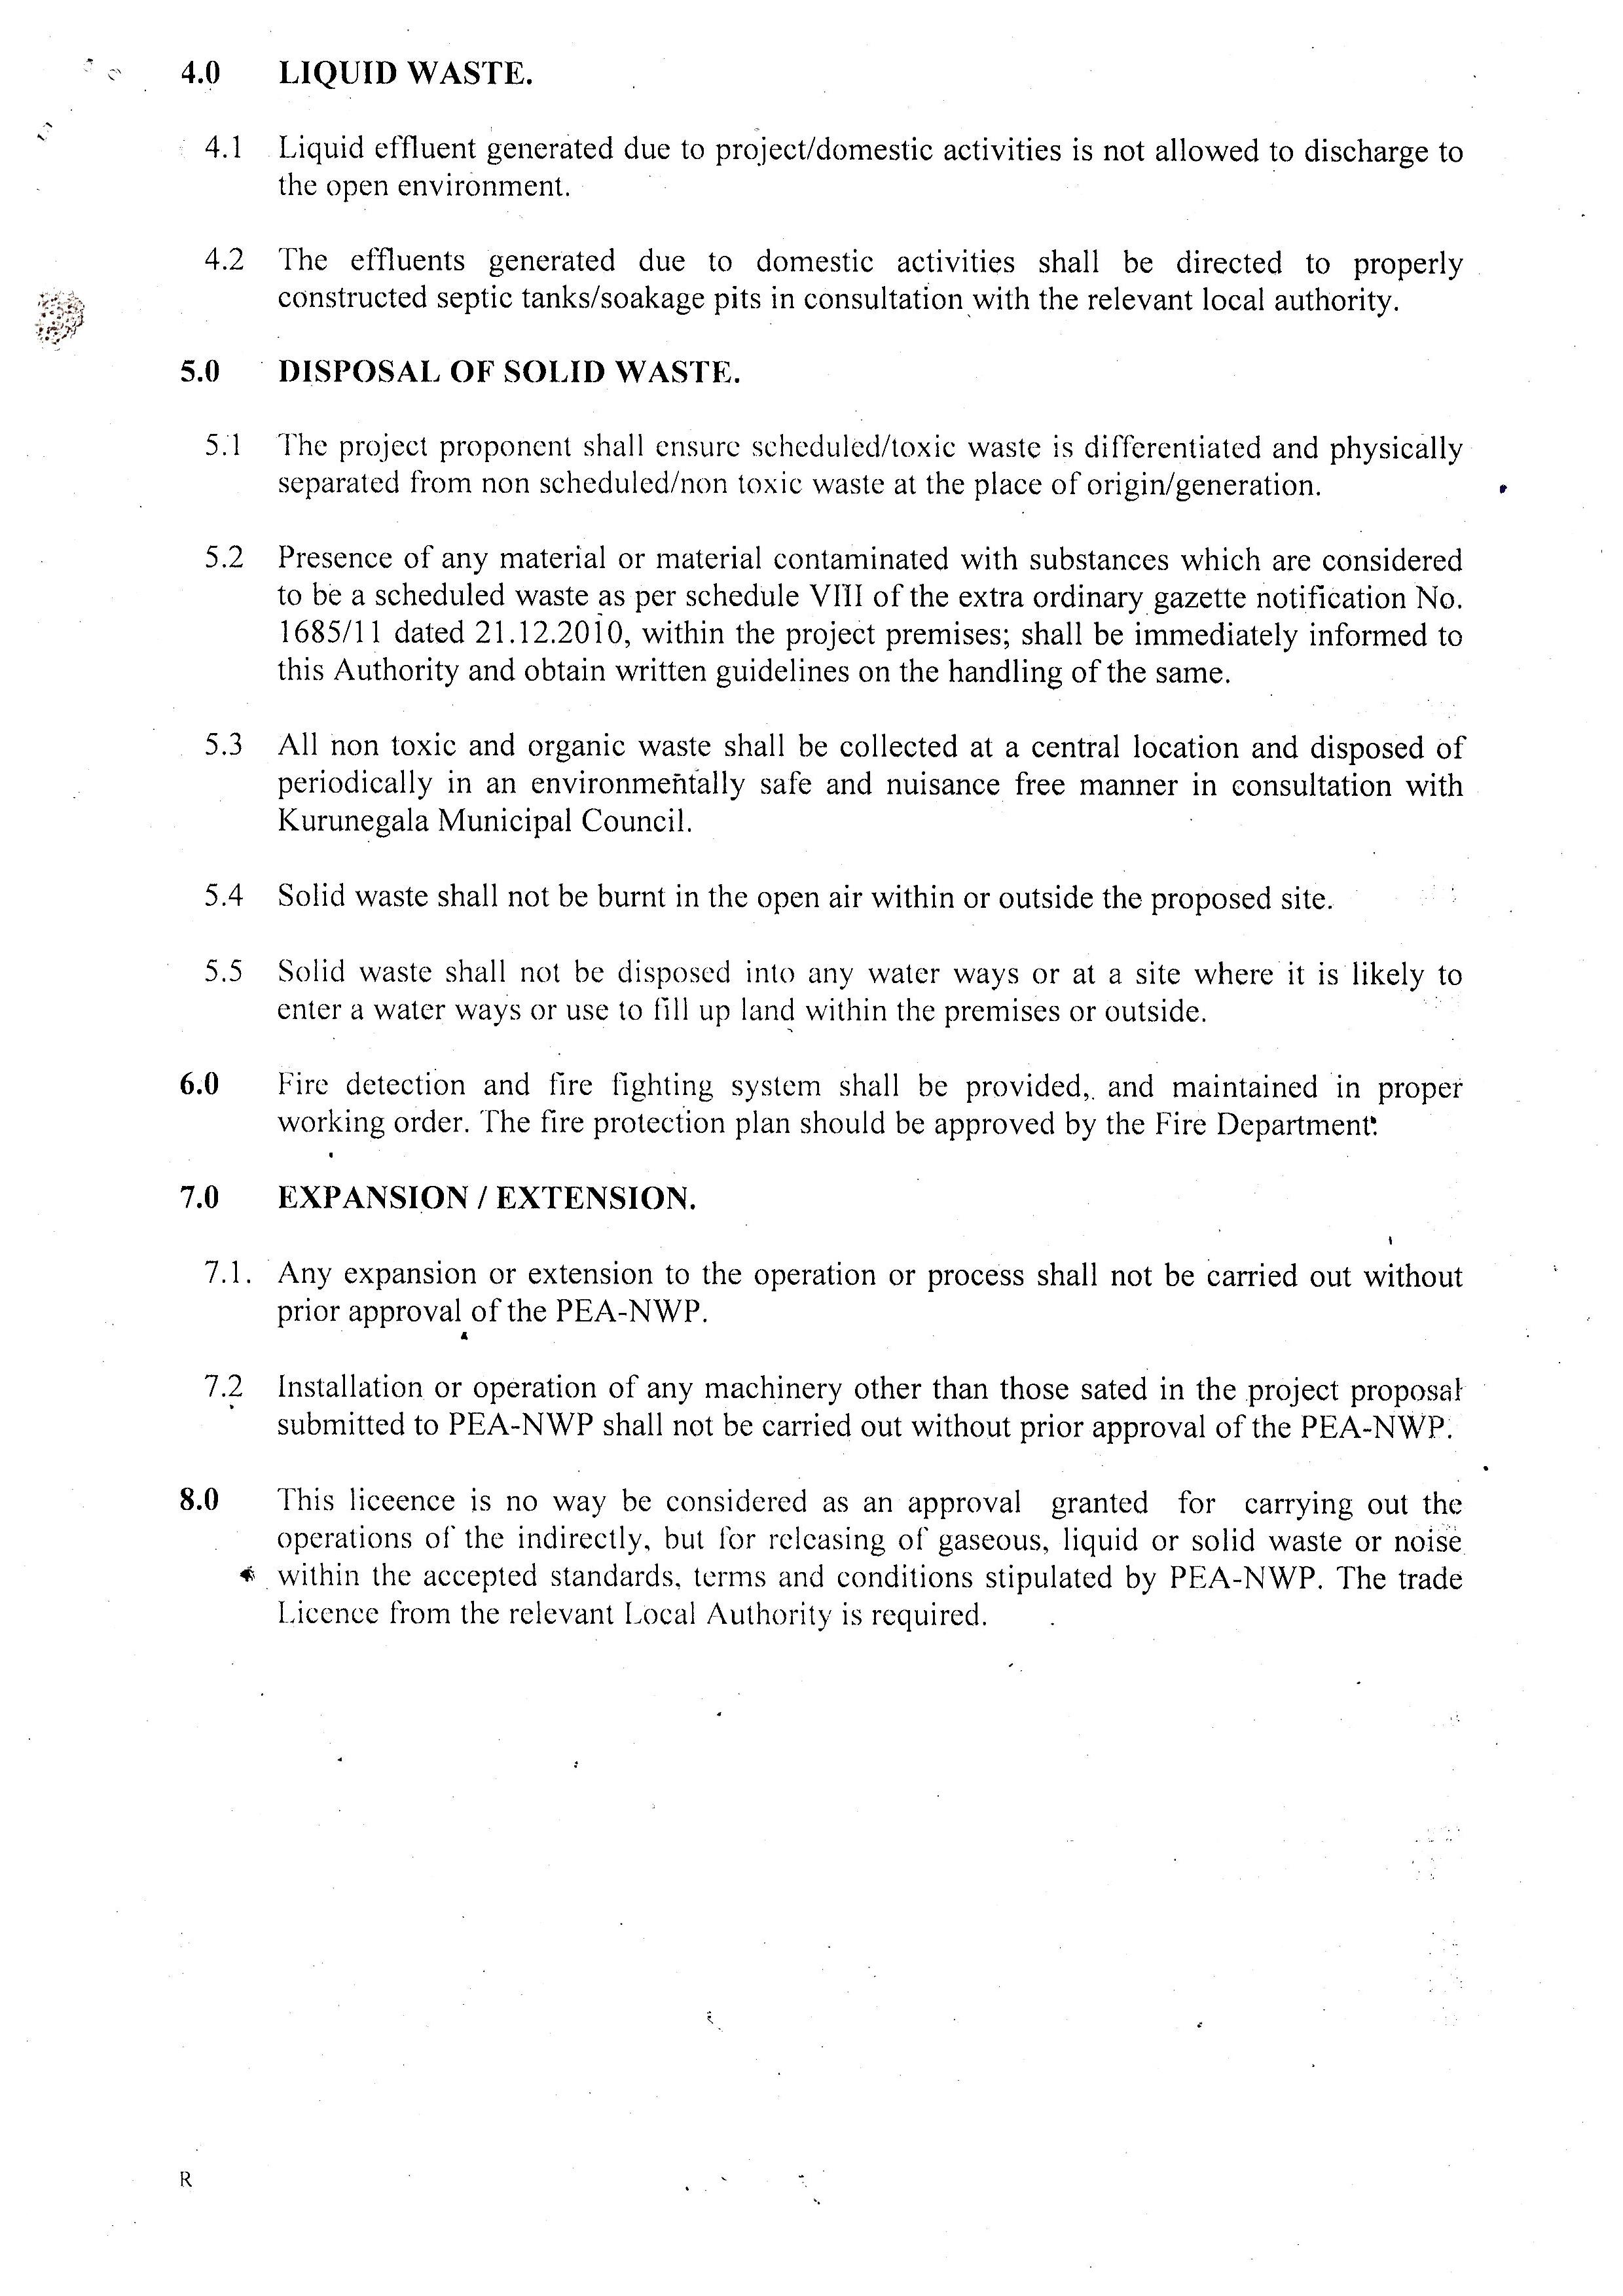 4.0 LIQUID WASTE.
4.1 Liquid effluent generated due to project/domestic activities is not allowed to discharge to
the open environment.
4.2 The effluents generated due to domestic activities shall be directed to properly
constructed septic tanks/soakage pits in consultation with the relevant local authority.
5.0 DISPOSAL OF SOLID WASTE.
5.1 The project proponent shall ensure scheduled/toxic waste is differentiated and physically
separated from non scheduled/non toxic waste at the place of origin/generation.
5.2 Presence of any material or material contaminated with substances which are considered
to be a scheduled waste as per schedule VIII of the extra ordinary gazette notification No.
1685/11 dated 21.12.2010, within the project premises; shall be immediately informed to
this Authority and obtain written guidelines on the handling of the same.
5.3 All non toxic and organic waste shall be collected at a central location and disposed of
periodically in an environmentally safe and nuisance free manner in consultation with
Kurunegala Municipal Council.
5.4 Solid waste shall not be burnt in the open air within or outside the proposed site.
5.5 Solid waste shall not be disposed into any water ways or at a site where it is likely to
enter a water ways or use to fill up land within the premises or outside.
6.0 Fire detection and fire fighting system shall be provided, and maintained in proper
working order. The fire protection plan should be approved by the Fire Department.
7.0 EXPANSION / EXTENSION.
7.1. Any expansion or extension to the operation or process shall not be carried out without
prior approval of the PEA-NWP.
7.2 Installation or operation of any machinery other than those sated in the project proposal
submitted to PEA-NWP shall not be carried out without prior approval of the PEA-NWP.
8.0 This liceence is no way be considered as an approval granted for carrying out the
operations of the indirectly, but for releasing of gaseous, liquid or solid waste or noise
within the accepted standards, terms and conditions stipulated by PEA-NWP. The trade
Licence from the relevant Local Authority is required.
R